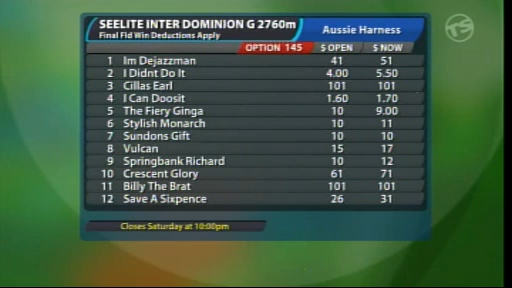 SEELITE INTER DOMINION G 2760m
Final Fld Win Deductions Apply
Aussie Harness
TS
OPTION 145 $ OPEN $ NOW
1 Im Dejazzman 41 51
2 I Didnt Do It 4.00 5.50
3 Cillas Earl 101 101
4 I Can Doosit 1.60 1.70
5 The Fiery Ginga 10 9.00
6 Stylish Monarch 10 11
7 Sundons Gift 10 10
8 Vulcan 15 17
9 Springbank Richard 10 12
10 Crescent Glory 61 71
11 Billy The Brat 101 101
12 Save A Sixpence 26 31
Closes Saturday at 10:00pm